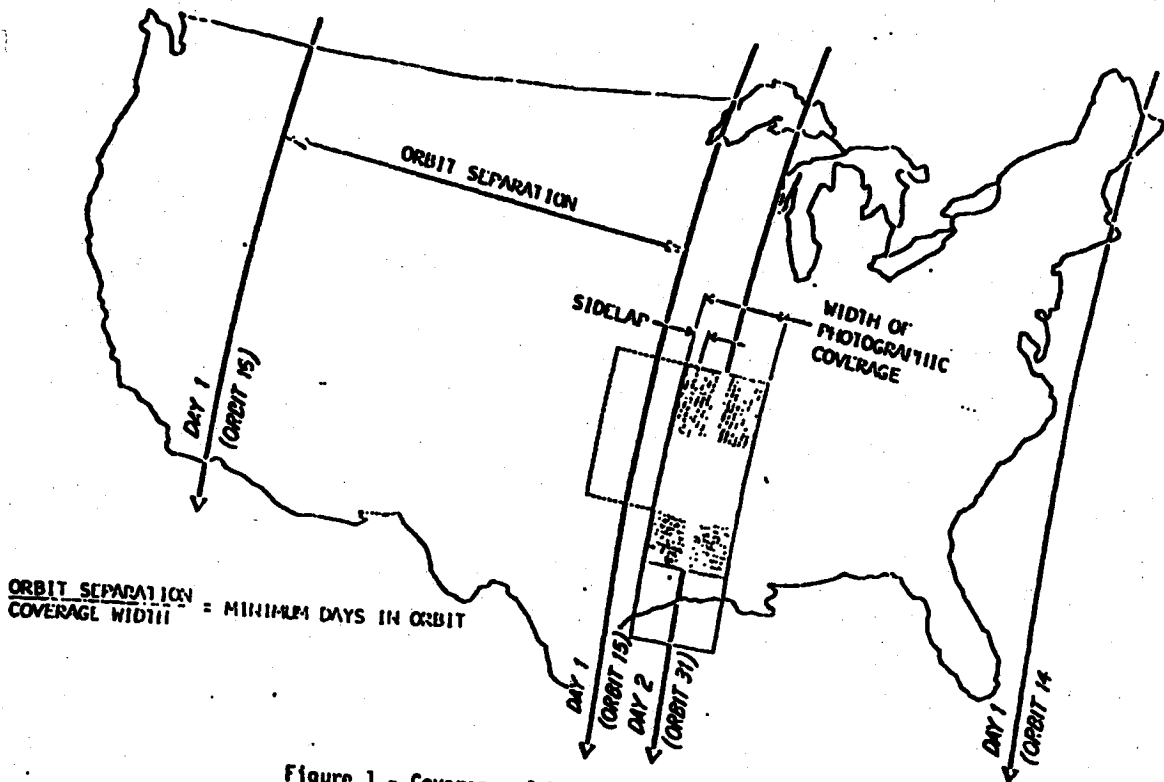 ORBIT SEPARATION
SIDELAP
WIDTH OF
PHOTOGRAPHIC
COVERAGE
DAY 1
(ORBIT 15)
ORBIT SEPARATION
COVERAGE WIDTH
= MINIMUM DAYS IN ORBIT
DAY 1
(ORBIT 15)
DAY 2
(ORBIT 31)
DAY 1
(ORBIT 14
Figure 1 - Coverage